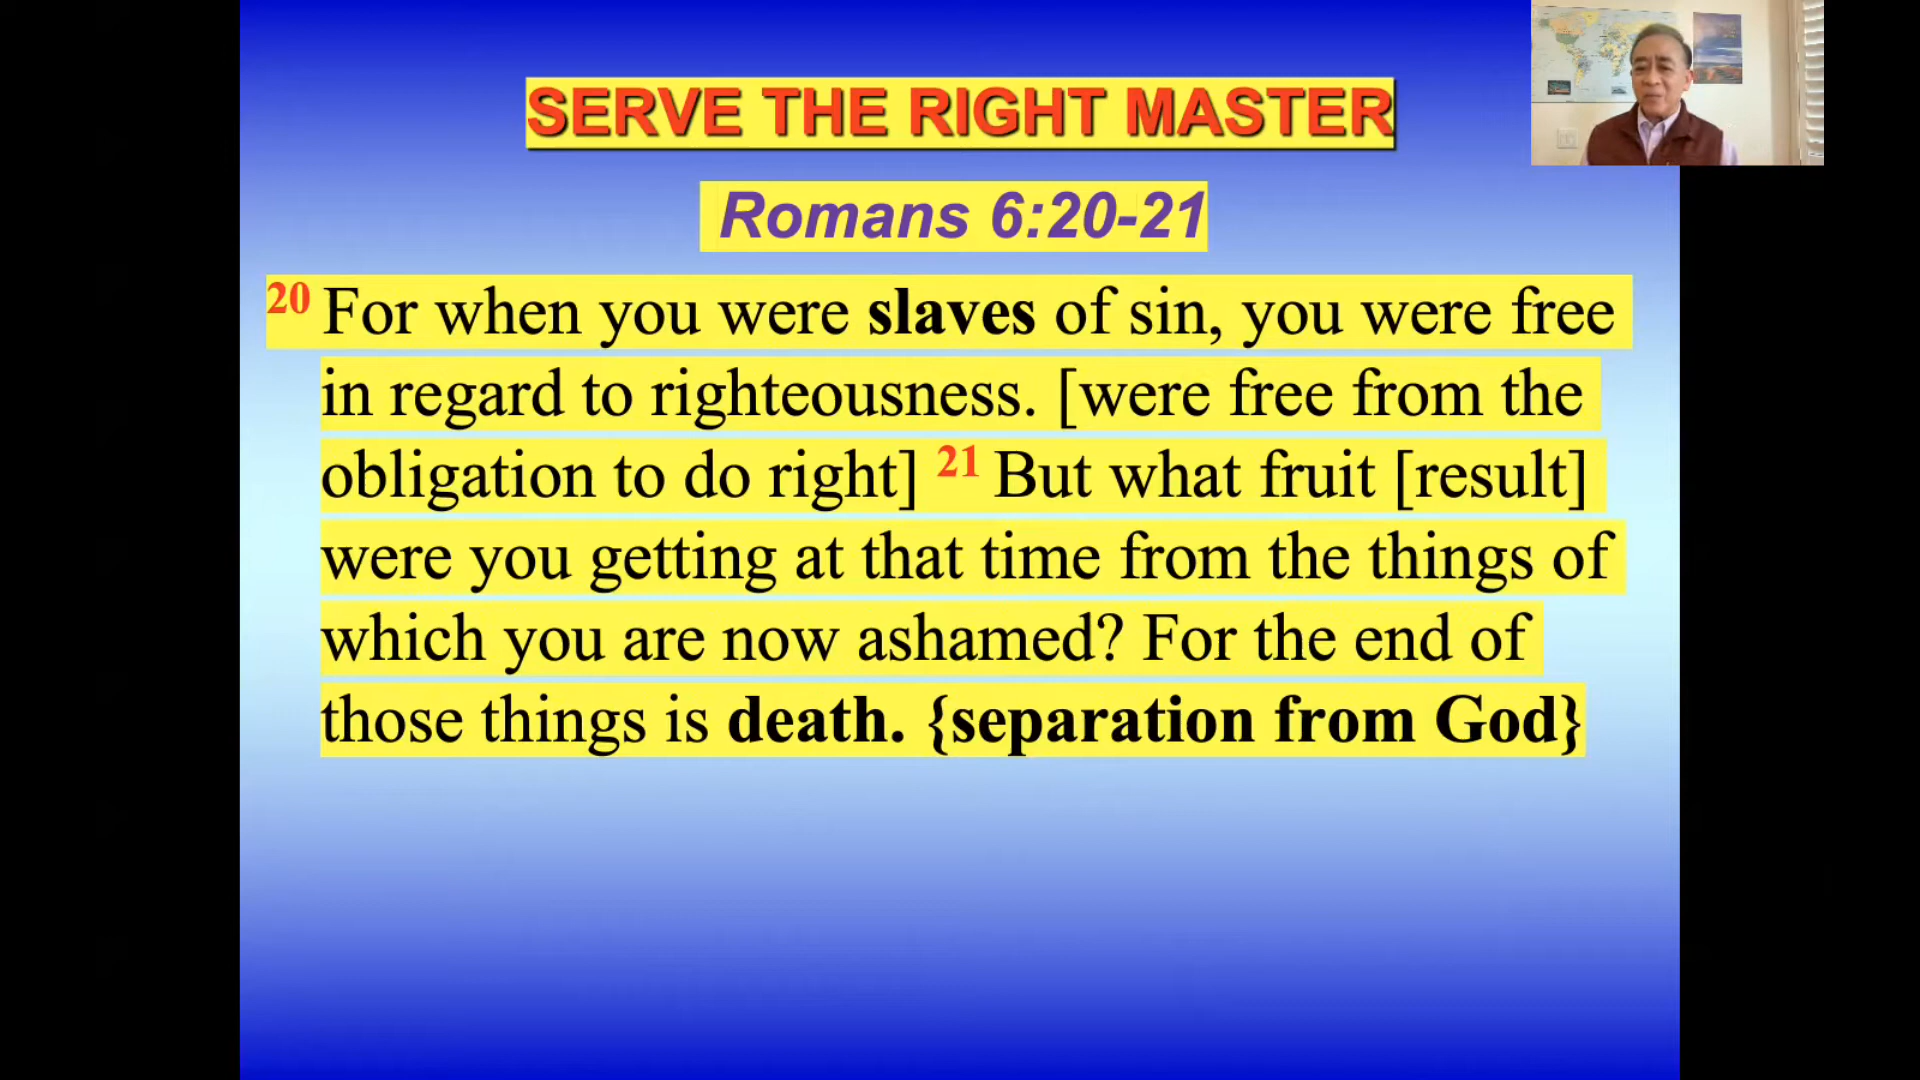 SERVE THE RIGHT MASTER
Romans 6:20-21
20 For when you were slaves of sin, you were free
in regard to righteousness. [were free from the
obligation to do right] 21 But what fruit [result]
were you getting at that time from the things of
which you are now ashamed? For the end of
those things is death. {separation from God}